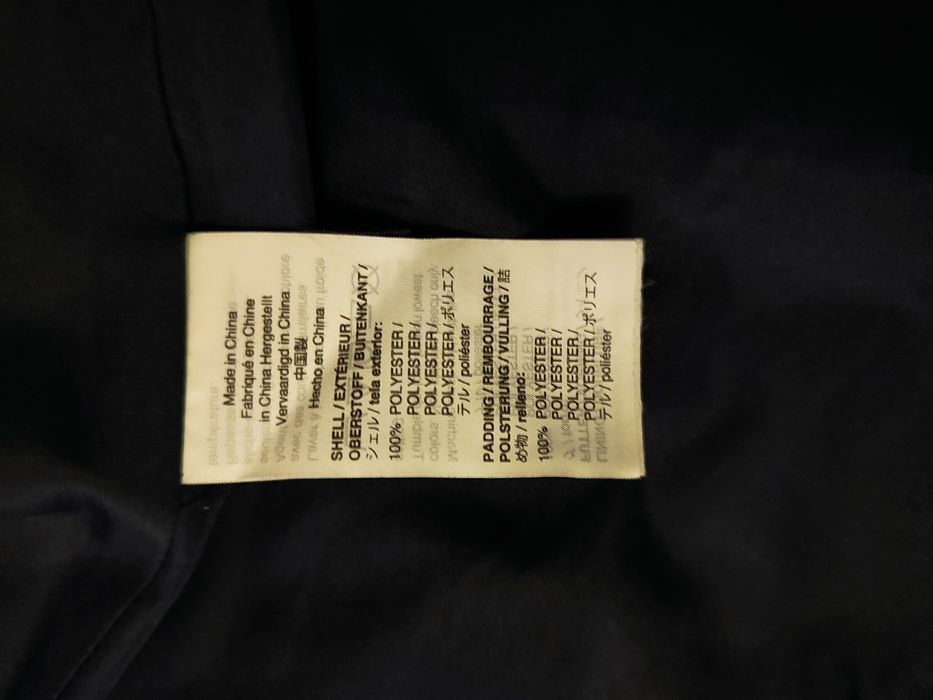 Made in China
Fabriqué en Chine
in China Hergestellt
Vervaardigd in China
中国製
Hecho en China
SHELL / EXTÉRIEUR /
OBERSTOFF / BUITENKANT /
シェル / tela exterior:
100% POLYESTER /
POLYESTER /
POLYESTER /
POLYESTER / ポリエス
テル / poliéster
PADDING / REMBOURRAGE /
POLSTERUNG / VULLING / 詰
め物 / relleno:
100% POLYESTER /
POLYESTER /
POLYESTER /
POLYESTER / ポリエス
テル / poliéster